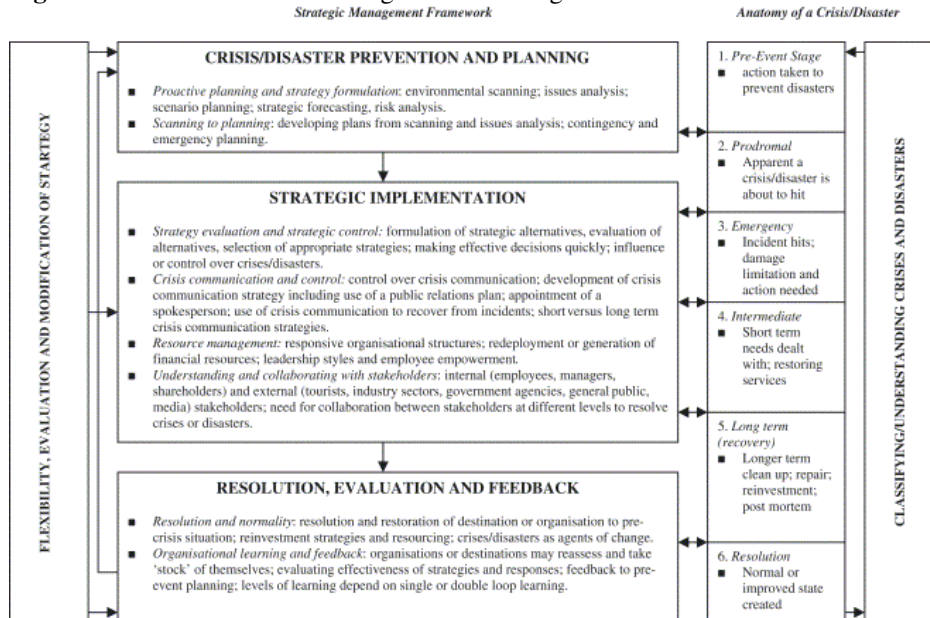 Strategic Management Framework
Anatomy of a Crisis/Disaster
FLEXIBILITY, EVALUATION AND MODIFICATION OF STARTEGY
CRISIS/DISASTER PREVENTION AND PLANNING
■ Proactive planning and strategy formulation: environmental scanning; issues analysis;
scenario planning; strategic forecasting, risk analysis.
■ Scanning to planning: developing plans from scanning and issues analysis; contingency and
emergency planning.
STRATEGIC IMPLEMENTATION
■ Strategy evaluation and strategic control: formulation of strategic alternatives, evaluation of
alternatives, selection of appropriate strategies; making effective decisions quickly; influence
or control over crises/disasters.
■ Crisis communication and control: control over crisis communication; development of crisis
communication strategy including use of a public relations plan; appointment of a
spokesperson; use of crisis communication to recover from incidents; short versus long term
crisis communication strategies.
■ Resource management: responsive organisational structures; redeployment or generation of
financial resources; leadership styles and employee empowerment.
■ Understanding and collaborating with stakeholders: internal (employees, managers,
shareholders) and external (tourists, industry sectors, government agencies, general public,
media) stakeholders; need for collaboration between stakeholders at different levels to resolve
crises or disasters.
RESOLUTION, EVALUATION AND FEEDBACK
■ Resolution and normality: resolution and restoration of destination or organisation to pre-
crisis situation; reinvestment strategies and resourcing; crises/disasters as agents of change.
■ Organisational learning and feedback: organisations or destinations may reassess and take
‘stock’ of themselves; evaluating effectiveness of strategies and responses; feedback to pre-
event planning; levels of learning depend on single or double loop learning.
1. Pre-Event Stage
■ action taken to
prevent disasters
2. Prodromal
■ Apparent a
crisis/disaster is
about to hit
3. Emergency
■ Incident hits;
damage
limitation and
action needed
4. Intermediate
■ Short term
needs dealt
with; restoring
services
5. Long term
(recovery)
■ Longer term
clean up; repair;
reinvestment;
post mortem
6. Resolution
■ Normal or
improved state
created
CLASSIFYING/UNDERSTANDING CRISES AND DISASTERS